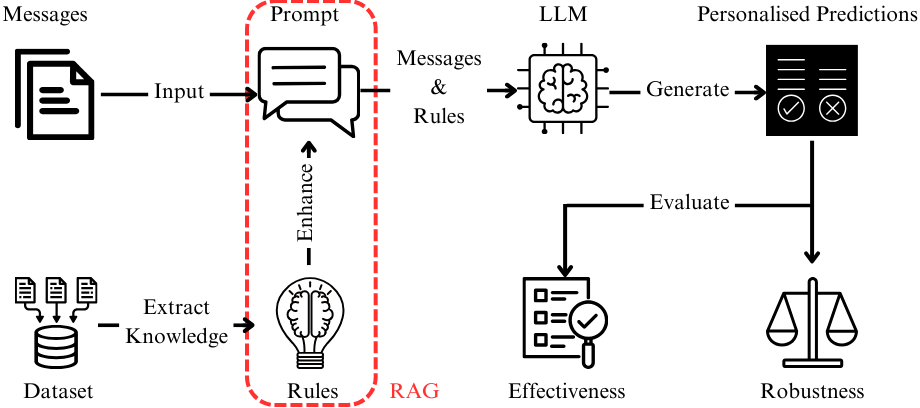 Messages
Prompt
LLM
Personalised Predictions
Input
Messages
&
Rules
Generate
Enhance
Evaluate
Extract
Knowledge
Dataset
Rules
RAG
Effectiveness
Robustness